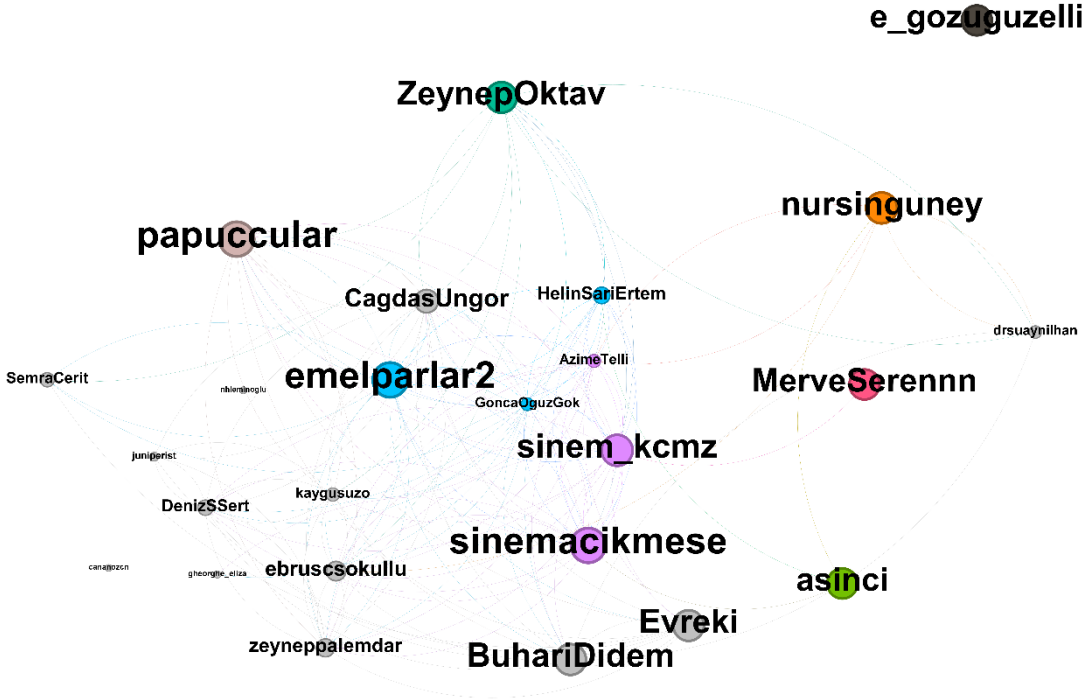 e_gozuguzelli
ZeynepOktav
nursinguney
papuccular
HelinSariErtem
CagdasUngor
drsuaynilhan
AzimeTelli
SemraCerit
emelparlar2
MerveSerennn
GoncaOguzGok
sinem_kcmz
juniperist
kaygusuzo
DenizSSert
sinemacikmese
cananozcn
gheorghe_eliza
ebruscsokullu
asinci
Evreki
zeyneppalemdar
BuhariDidem